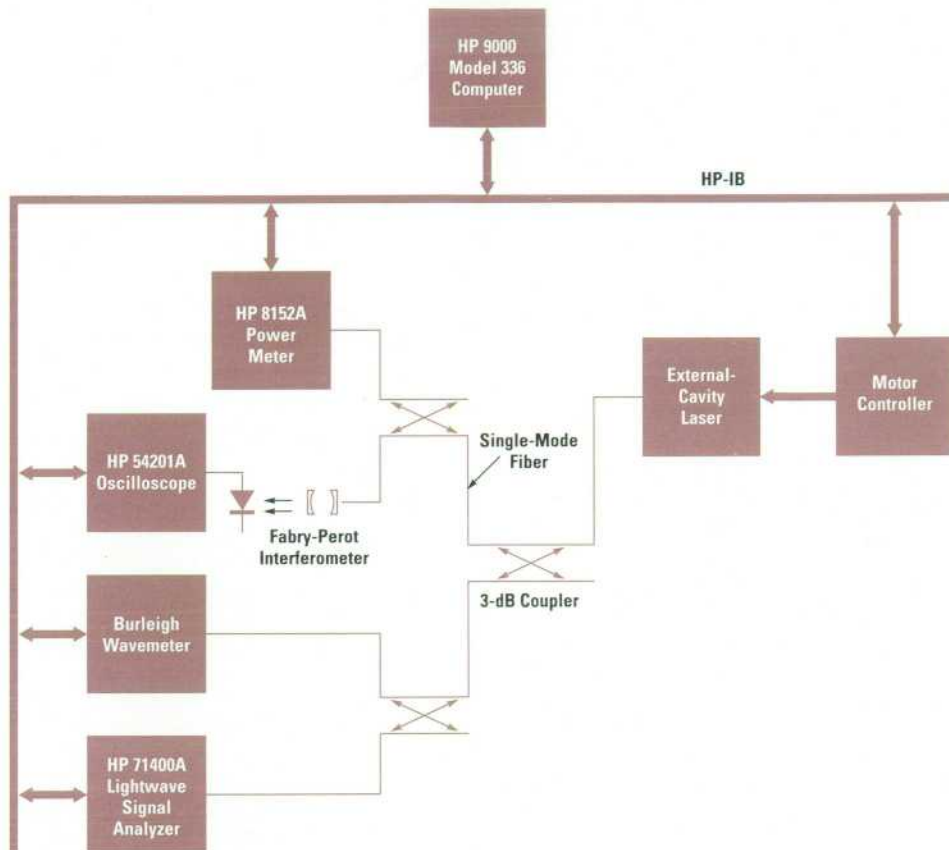 HP 9000
Model 336
Computer
HP-IB
HP 8152A
Power
Meter
External-
Cavity
Laser
Motor
Controller
HP 54201A
Oscilloscope
Single-Mode
Fiber
Fabry-Perot
Interferometer
3-dB Coupler
Burleigh
Wavemeter
HP 71400A
Lightwave
Signal
Analyzer